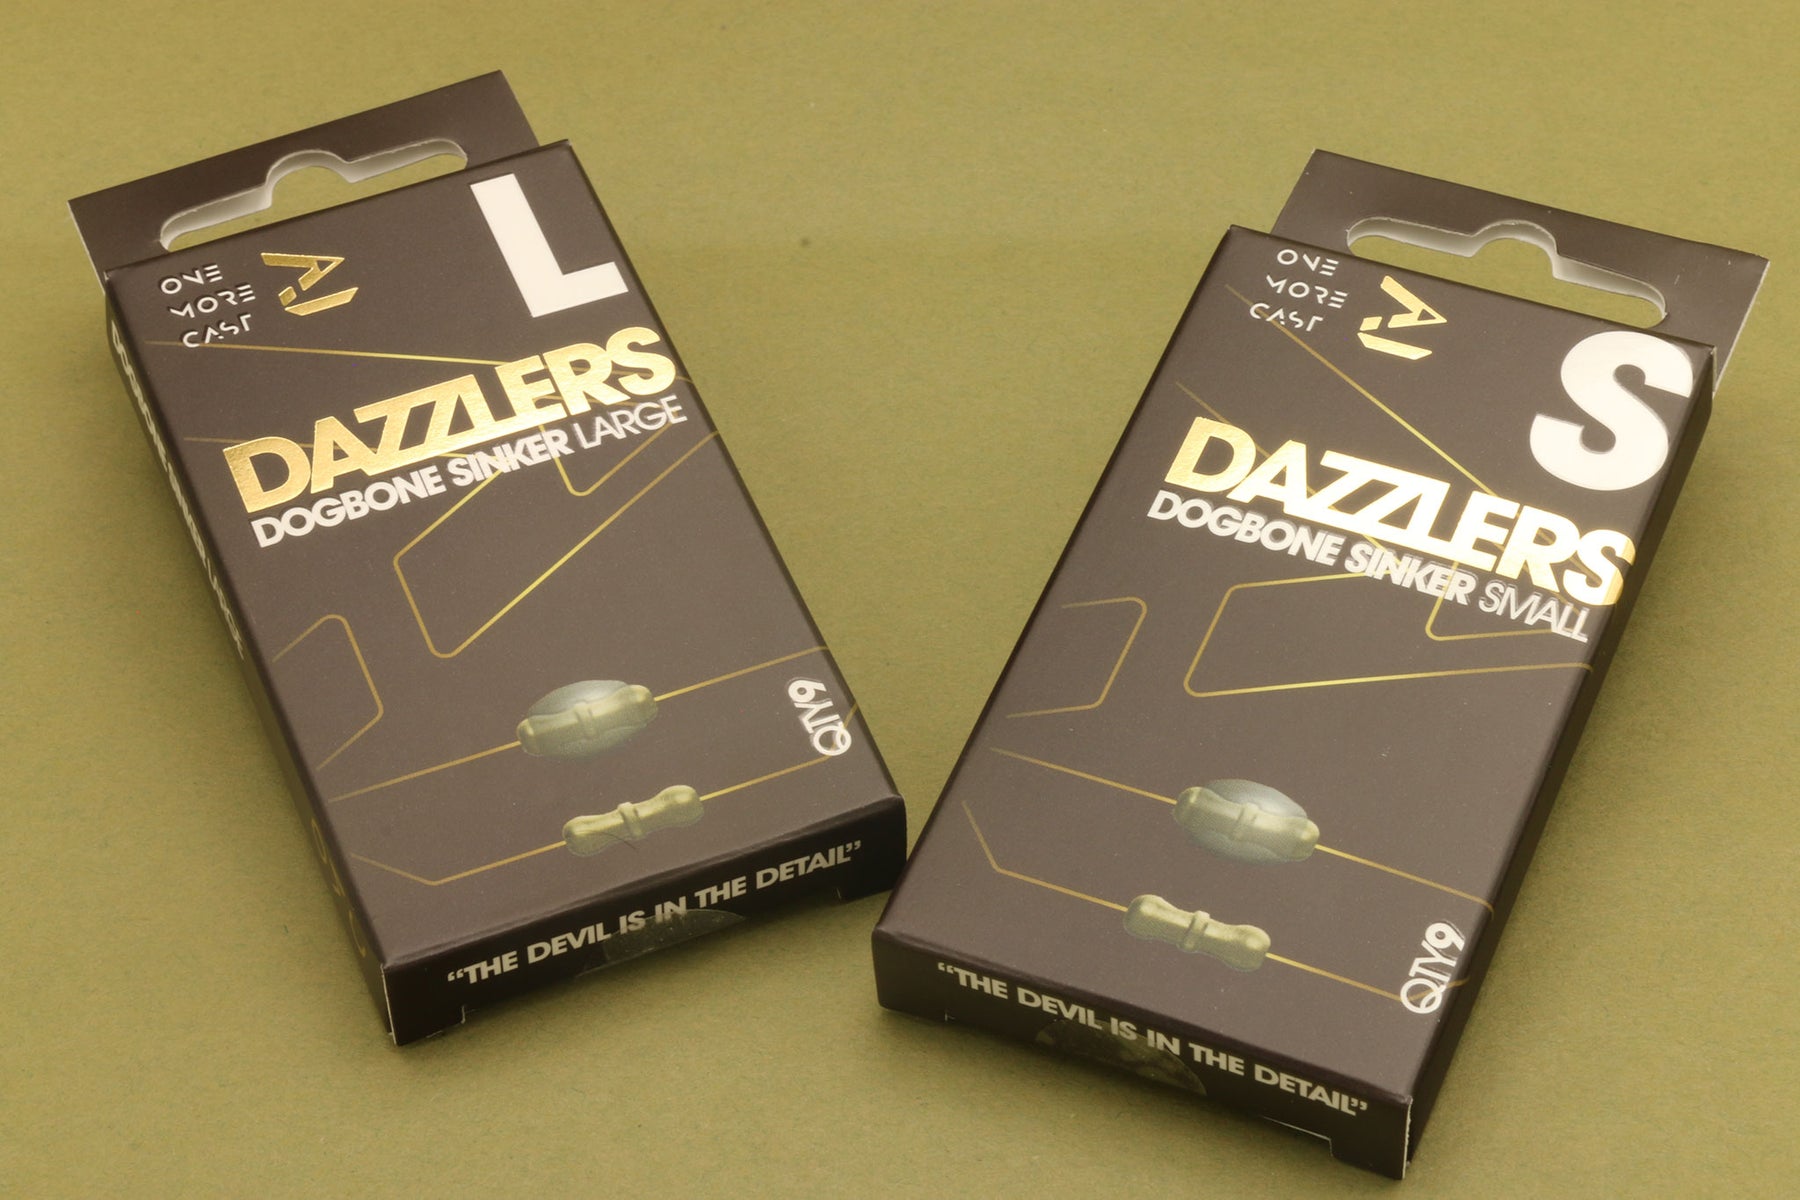 ONE
MORE
CAST
L
DAZZLERS
DOGBONE SINKER LARGE
QTY9
“THE DEVIL IS IN THE DETAIL”
ONE
MORE
CAST
S
DAZZLERS
DOGBONE SINKER SMALL
QTY9
“THE DEVIL IS IN THE DETAIL”